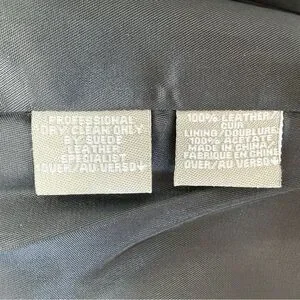 PROFESSIONAL
DRY CLEAN ONLY
BY SUEDE
LEATHER
SPECIALIST
OVER/AU VERSO↓
100% LEATHER/
CUIR
LINING/DOUBLURE:
100% ACETATE
MADE IN CHINA/
FABRIQUE EN CHINE
OVER/AU VERSO↓